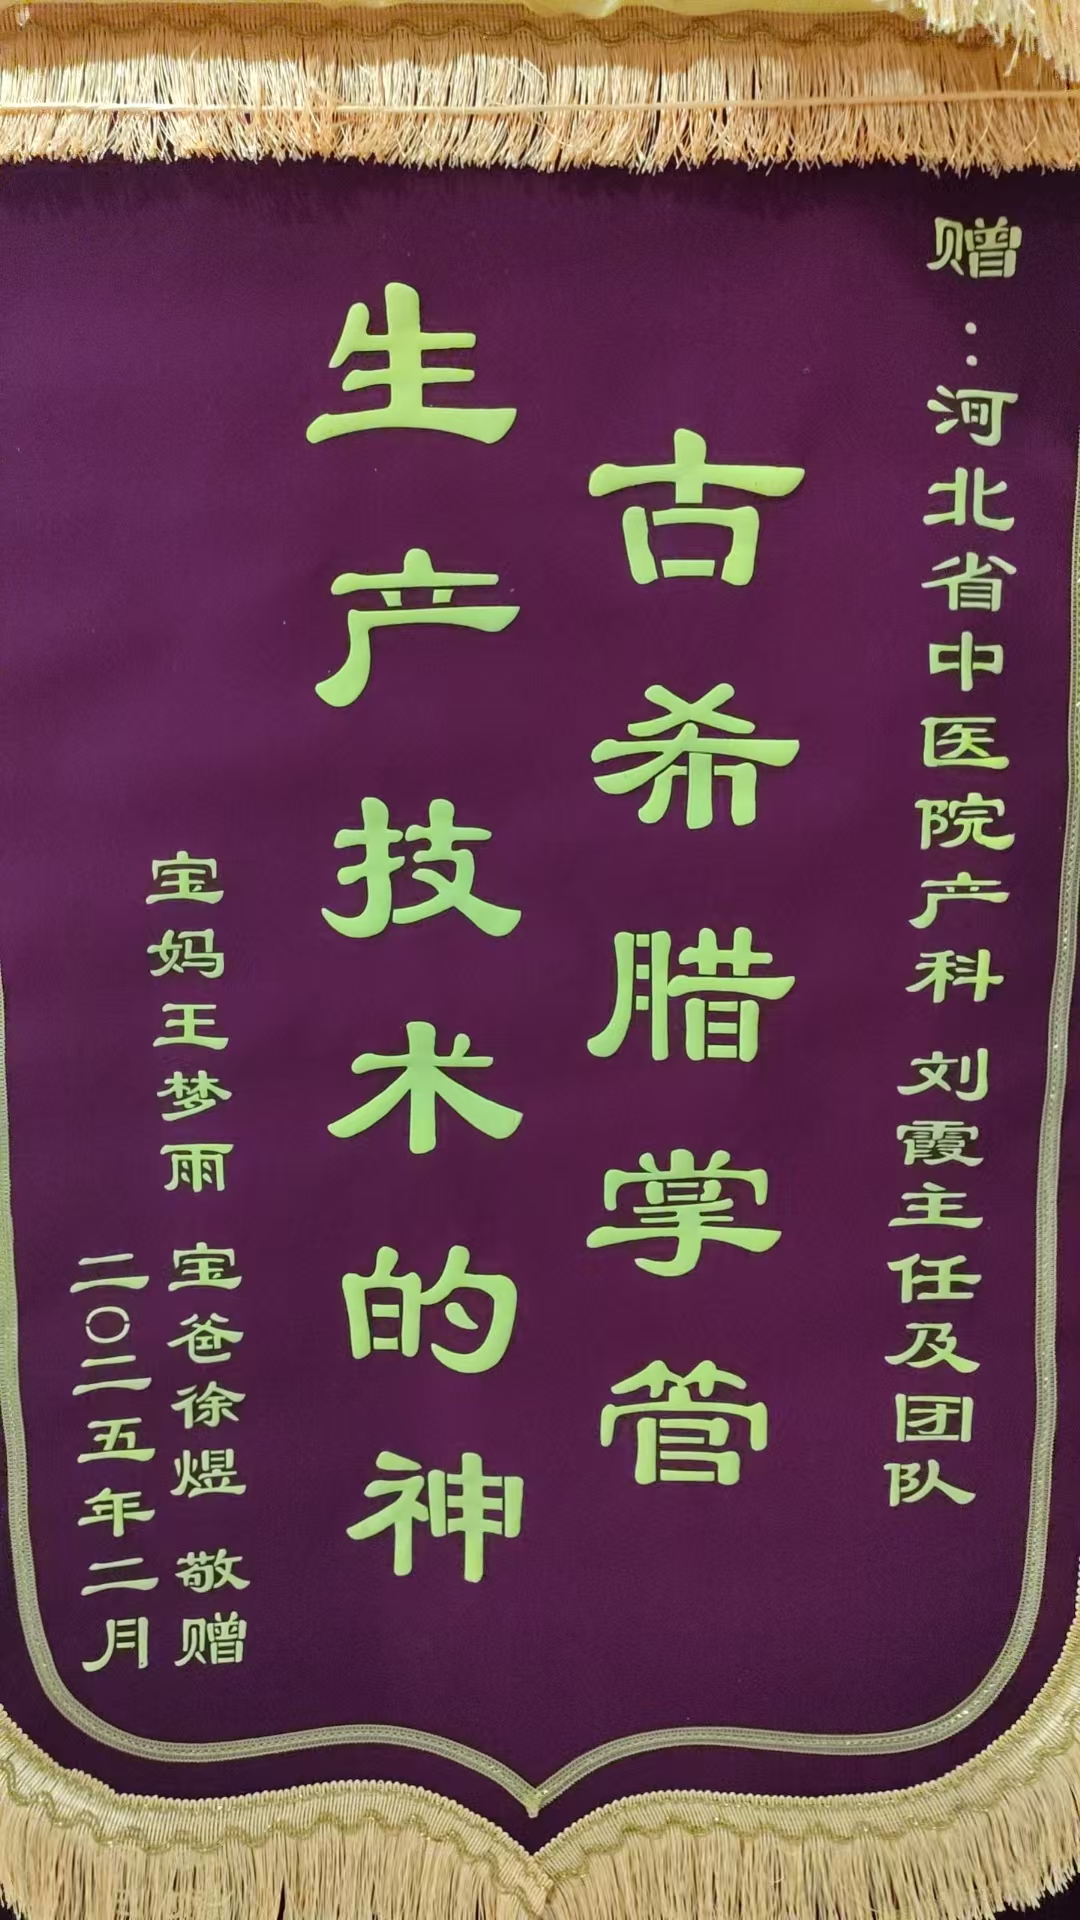 赠：河北省中医院产科 刘霞主任及团队
古希腊掌管
生产技术的神
宝妈王梦雨 宝爸徐煜 敬赠
二〇二五年二月